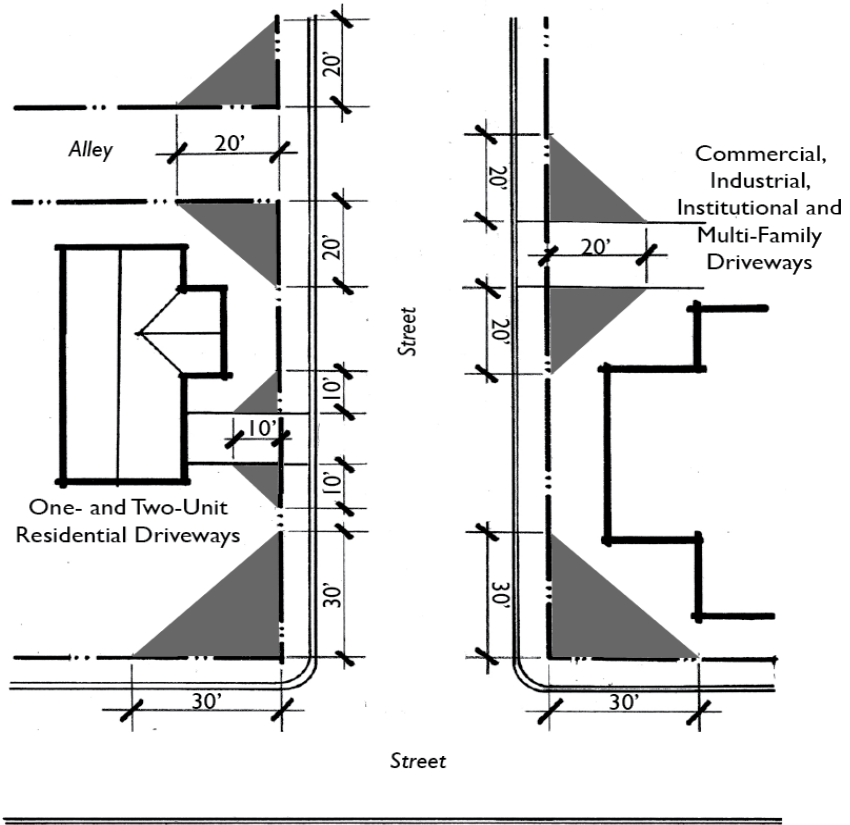 20'
Alley
20'
20'
20'
Commercial,
Industrial,
Institutional and
Multi-Family
Driveways
20'
20'
Street
10'
10'
10'
One- and Two-Unit
Residential Driveways
30'
30'
30'
30'
Street